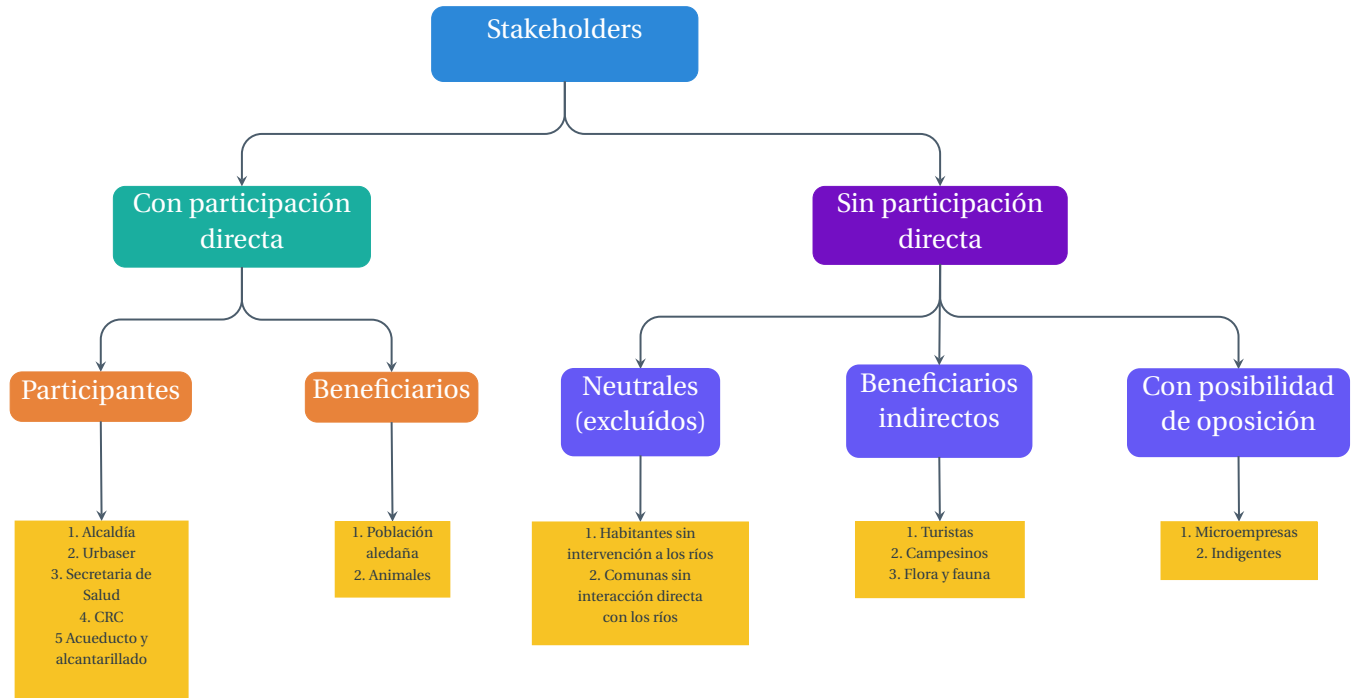 Stakeholders
Con participación
directa
Sin participación
directa
Participantes
Beneficiarios
Neutrales
(excluídos)
Beneficiarios
indirectos
Con posibilidad
de oposición
1. Alcaldía
2. Urbaser
3. Secretaria de
Salud
4. CRC
5 Acueducto y
alcantarillado
1. Población
aledaña
2. Animales
1. Habitantes sin
intervención a los ríos
2. Comunas sin
interacción directa
con los ríos
1. Turistas
2. Campesinos
3. Flora y fauna
1. Microempresas
2. Indigentes